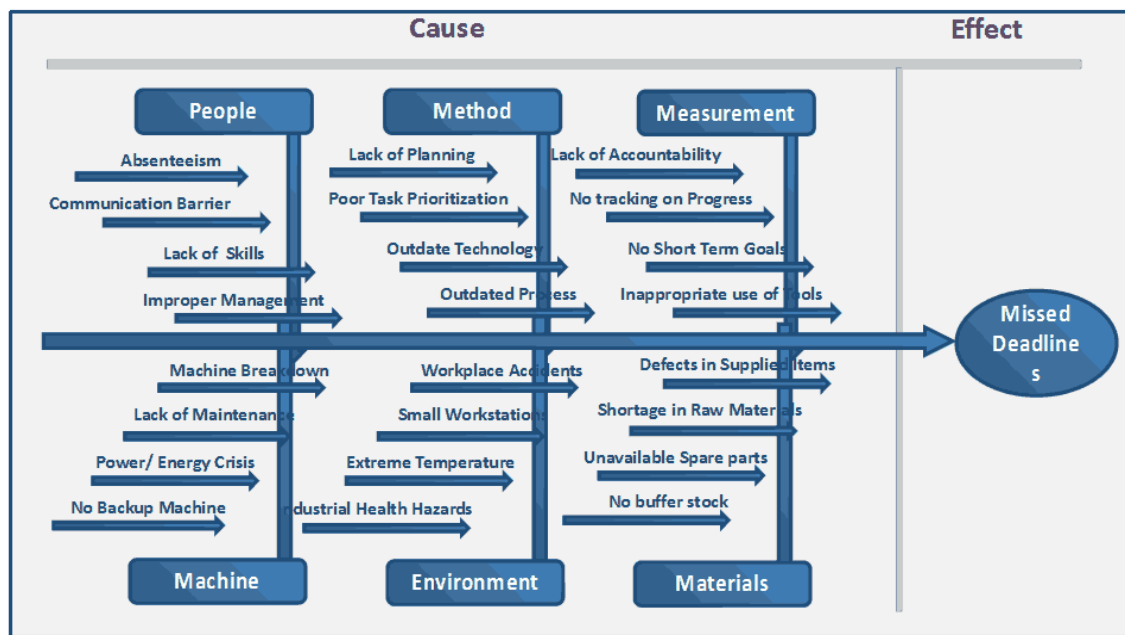 Cause
Effect
People
Method
Measurement
Absenteeism
Communication Barrier
Lack of Skills
Improper Management
Lack of Planning
Poor Task Prioritization
Outdate Technology
Outdated Process
Lack of Accountability
No tracking on Progress
No Short Term Goals
Inappropriate use of Tools
Missed
Deadline
s
Machine Breakdown
Lack of Maintenance
Power/ Energy Crisis
No Backup Machine
Workplace Accidents
Small Workstations
Extreme Temperature
ndustrial Health Hazards
Defects in Supplied Items
Shortage in Raw Materials
Unavailable Spare parts
No buffer stock
Machine
Environment
Materials